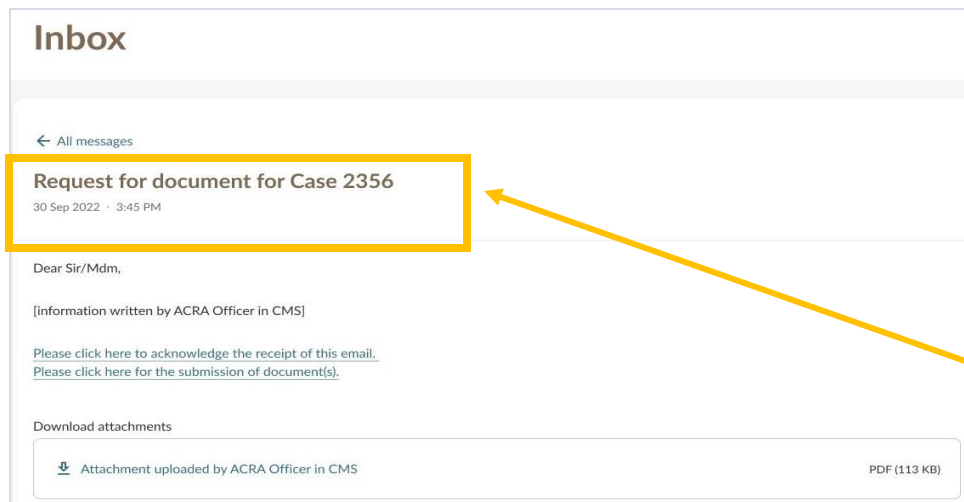 Inbox
← All messages
Request for document for Case 2356
30 Sep 2022 · 3:45 PM
Dear Sir/Mdm,
[information written by ACRA Officer in CMS]
Please click here to acknowledge the receipt of this email.
Please click here for the submission of document(s).
Download attachments
Attachment uploaded by ACRA Officer in CMS PDF (113 KB)